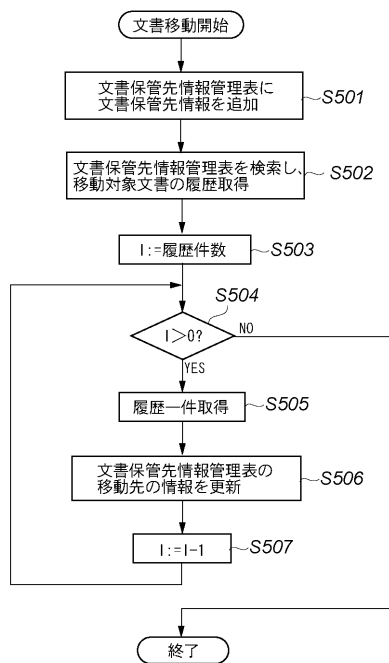 文書移動開始
文書保管先情報管理表に
文書保管先情報を追加
S501
文書保管先情報管理表を検索し、
移動対象文書の履歴取得
S502
I:=履歴件数
S503
S504
I>0?
NO
YES
履歴一件取得
S505
文書保管先情報管理表の
移動先の情報を更新
S506
I:=I-1
S507
終了